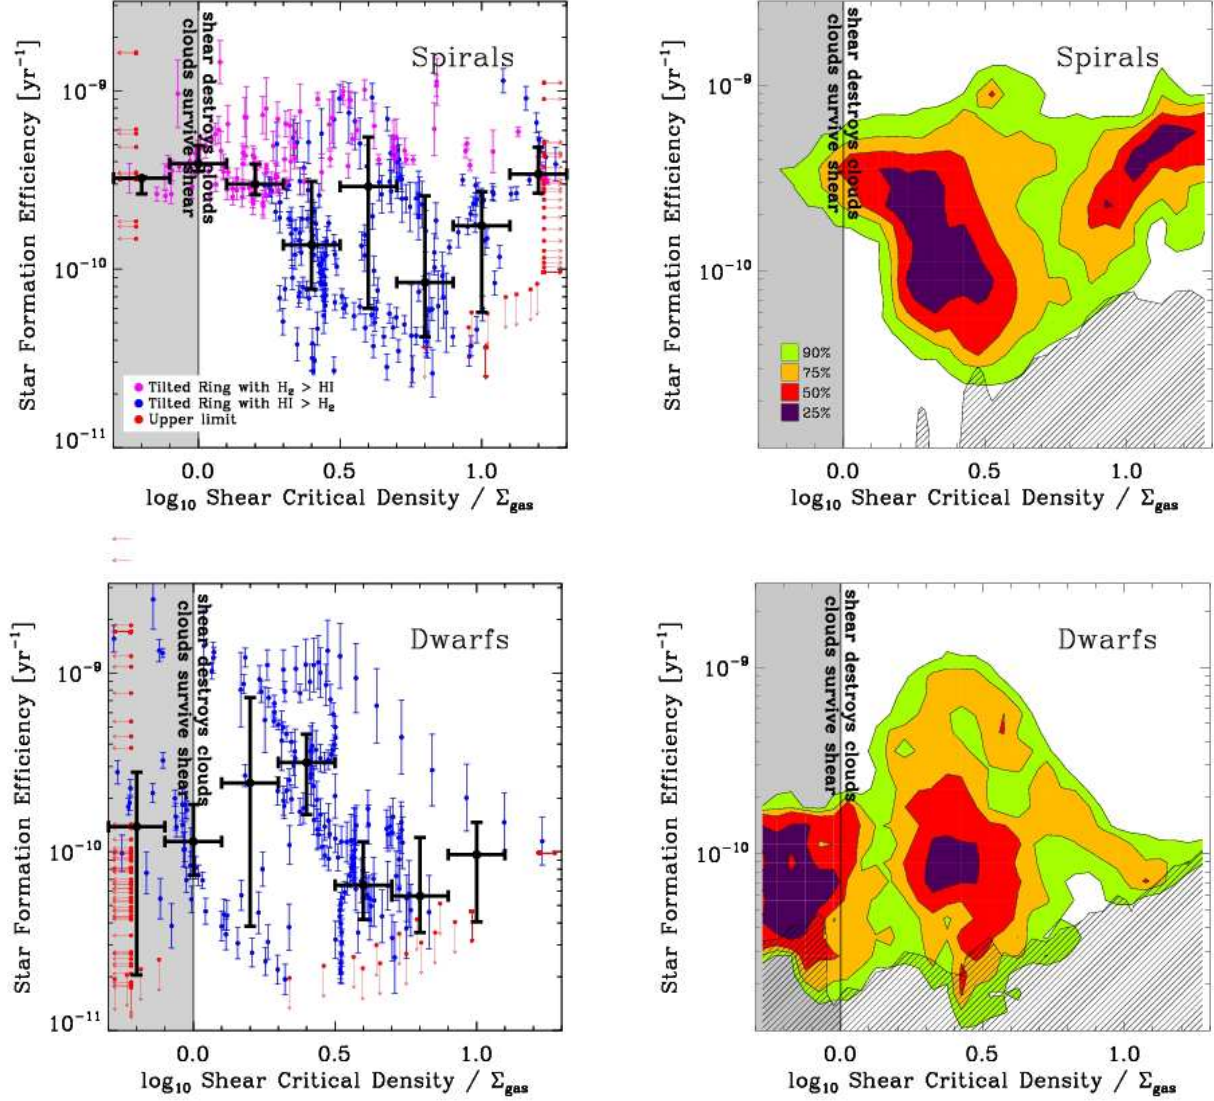 Star Formation Efficiency [yr⁻¹]
10⁻⁹
10⁻¹⁰
10⁻¹¹
shear destroys clouds
clouds survive shear
Spirals
Tilted Ring with H₂ > HI
Tilted Ring with HI > H₂
Upper limit
0.0 0.5 1.0
log₁₀ Shear Critical Density / Σgas
Star Formation Efficiency [yr⁻¹]
10⁻⁹
10⁻¹⁰
shear destroys clouds
clouds survive shear
Spirals
90%
75%
50%
25%
0.0 0.5 1.0
log₁₀ Shear Critical Density / Σgas
Star Formation Efficiency [yr⁻¹]
10⁻⁹
10⁻¹⁰
10⁻¹¹
shear destroys clouds
clouds survive shear
Dwarfs
0.0 0.5 1.0
log₁₀ Shear Critical Density / Σgas
Star Formation Efficiency [yr⁻¹]
10⁻⁹
10⁻¹⁰
shear destroys clouds
clouds survive shear
Dwarfs
0.0 0.5 1.0
log₁₀ Shear Critical Density / Σgas